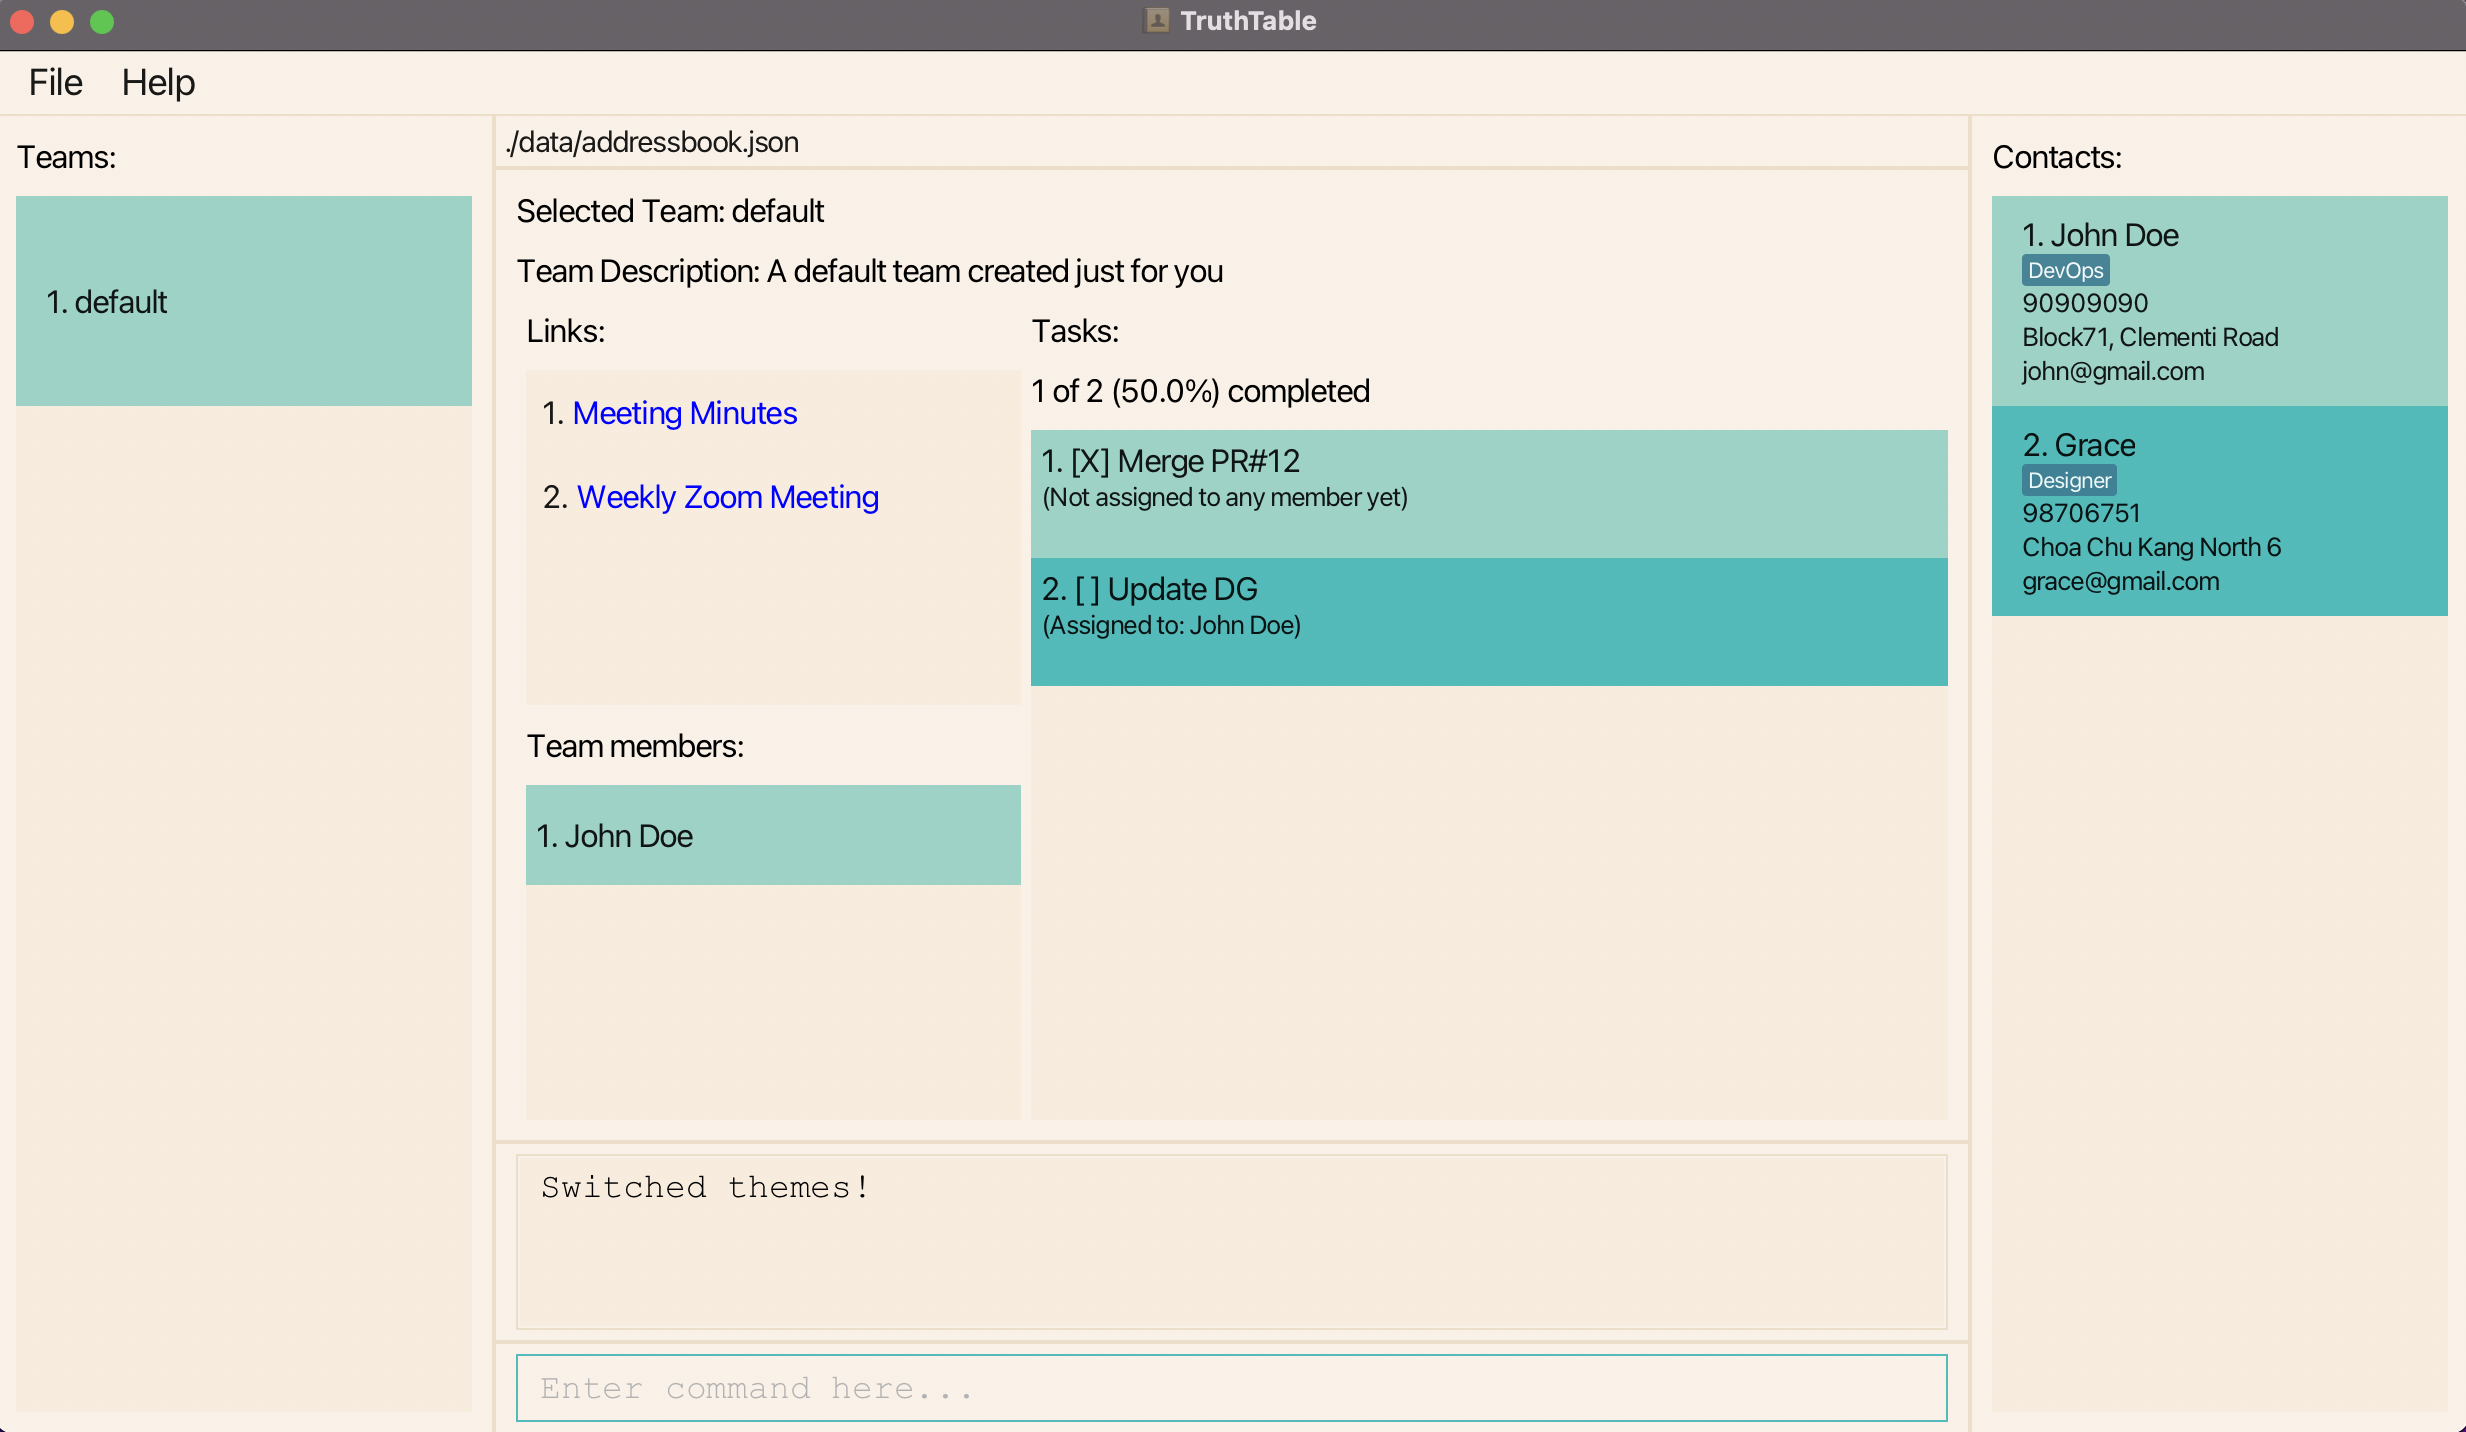 TruthTable
File Help
Teams:
1. default
./data/addressbook.json
Selected Team: default
Team Description: A default team created just for you
Links:
1. Meeting Minutes
2. Weekly Zoom Meeting
Team members:
1. John Doe
Tasks:
1 of 2 (50.0%) completed
1. [X] Merge PR#12
(Not assigned to any member yet)
2. [ ] Update DG
(Assigned to: John Doe)
Switched themes!
Enter command here...
Contacts:
1. John Doe
DevOps
90909090
Block71, Clementi Road
john@gmail.com
2. Grace
Designer
98706751
Choa Chu Kang North 6
grace@gmail.com